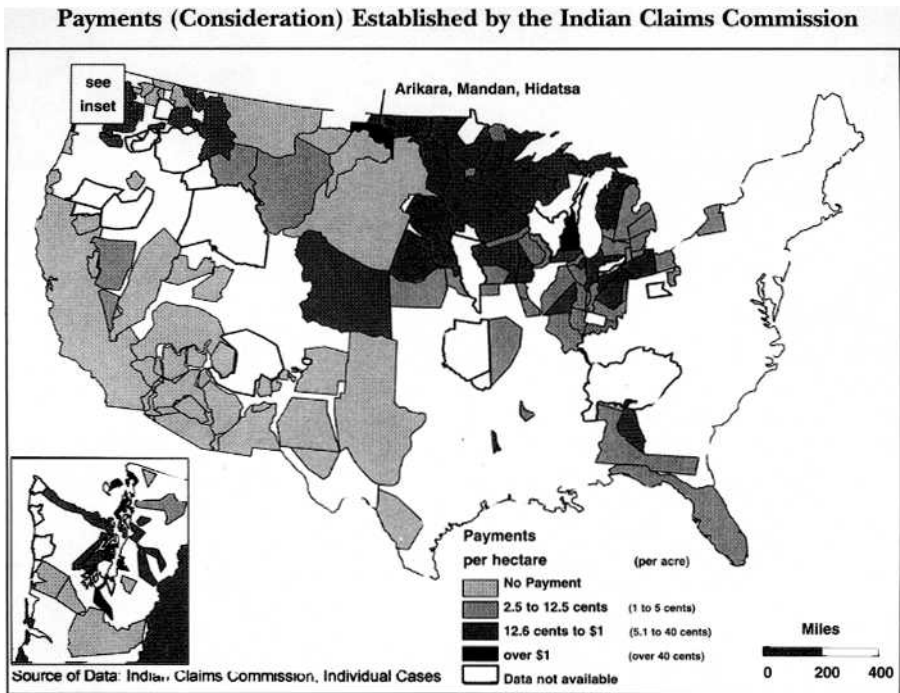 Payments (Consideration) Established by the Indian Claims Commission
see
inset
Arikara, Mandan, Hidatsa
Payments
per hectare (per acre)
No Payment
2.5 to 12.5 cents (1 to 5 cents)
12.6 cents to $1 (5.1 to 40 cents)
over $1 (over 40 cents)
Data not available
Miles
0 200 400
Source of Data: Indian Claims Commission, Individual Cases